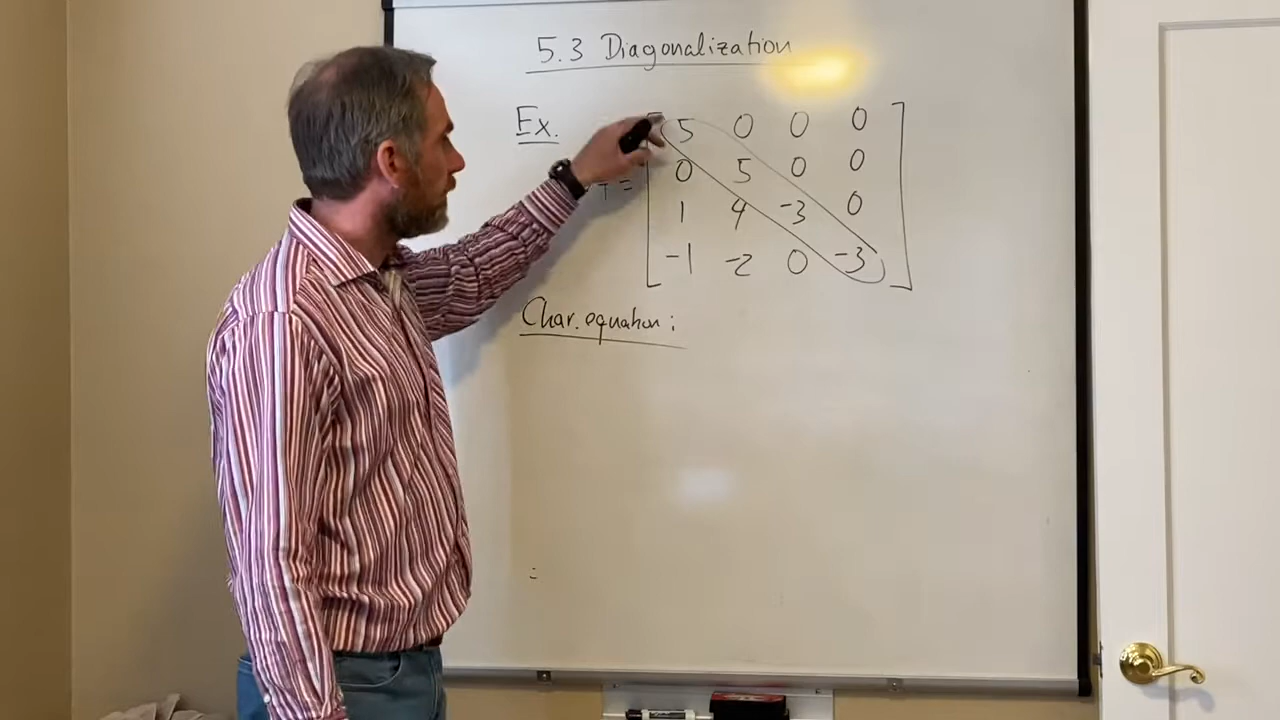 5.3 Diagonalization
Ex.
5 0 0 0
0 5 0 0
1 4 -3 0
-1 -2 0 -3
=
Char. equation :
=